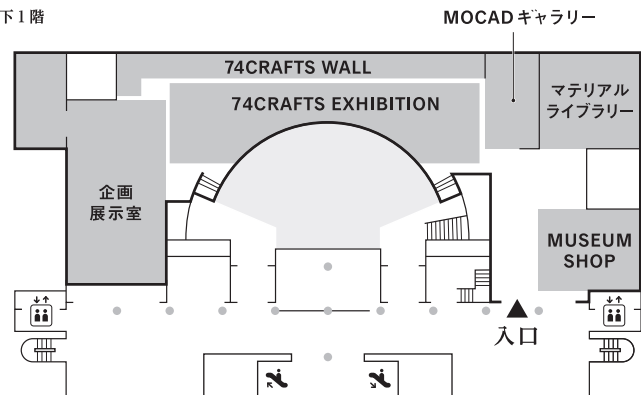 下1階
MOCADギャラリー
74CRAFTS WALL
74CRAFTS EXHIBITION
マテリアル
ライブラリー
企画
展示室
MUSEUM
SHOP
入口